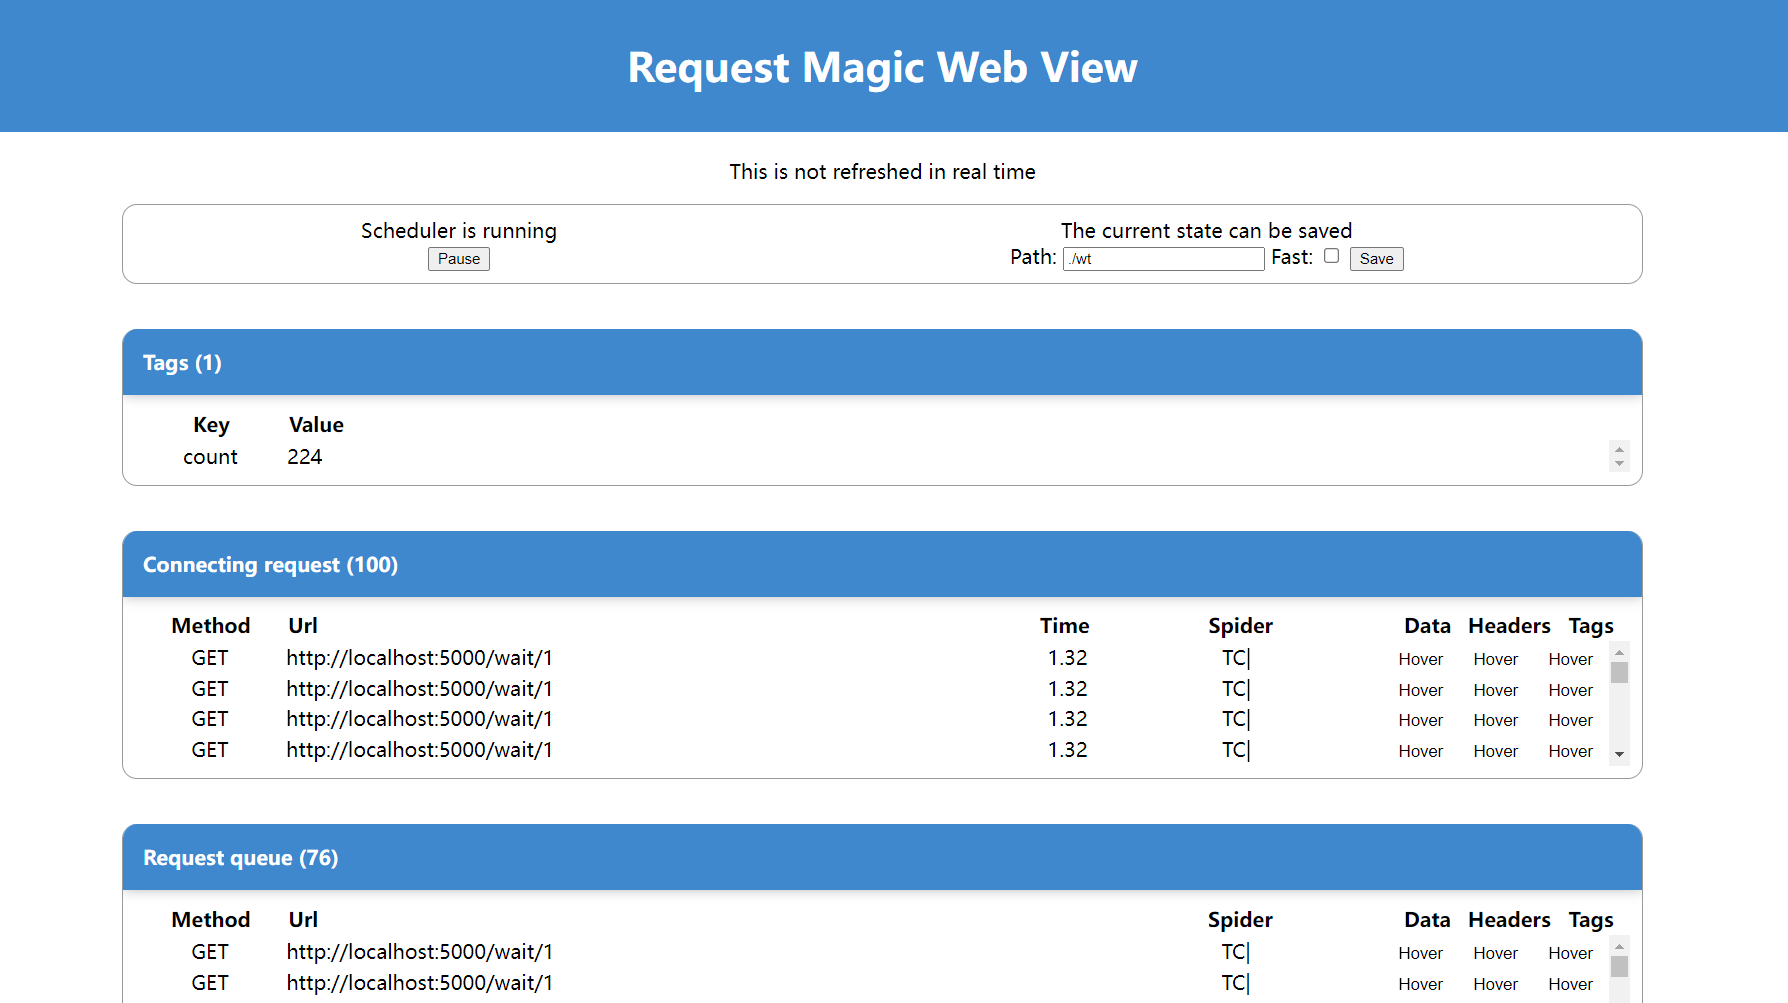 Request Magic Web View
This is not refreshed in real time
Scheduler is running
Pause
The current state can be saved
Path: ./wt Fast: Save
Tags (1)
Key Value
count 224
Connecting request (100)
Method Url Time Spider Data Headers Tags
GET http://localhost:5000/wait/1 1.32 TC| Hover Hover Hover
GET http://localhost:5000/wait/1 1.32 TC| Hover Hover Hover
GET http://localhost:5000/wait/1 1.32 TC| Hover Hover Hover
GET http://localhost:5000/wait/1 1.32 TC| Hover Hover Hover
Request queue (76)
Method Url Spider Data Headers Tags
GET http://localhost:5000/wait/1 TC| Hover Hover Hover
GET http://localhost:5000/wait/1 TC| Hover Hover Hover